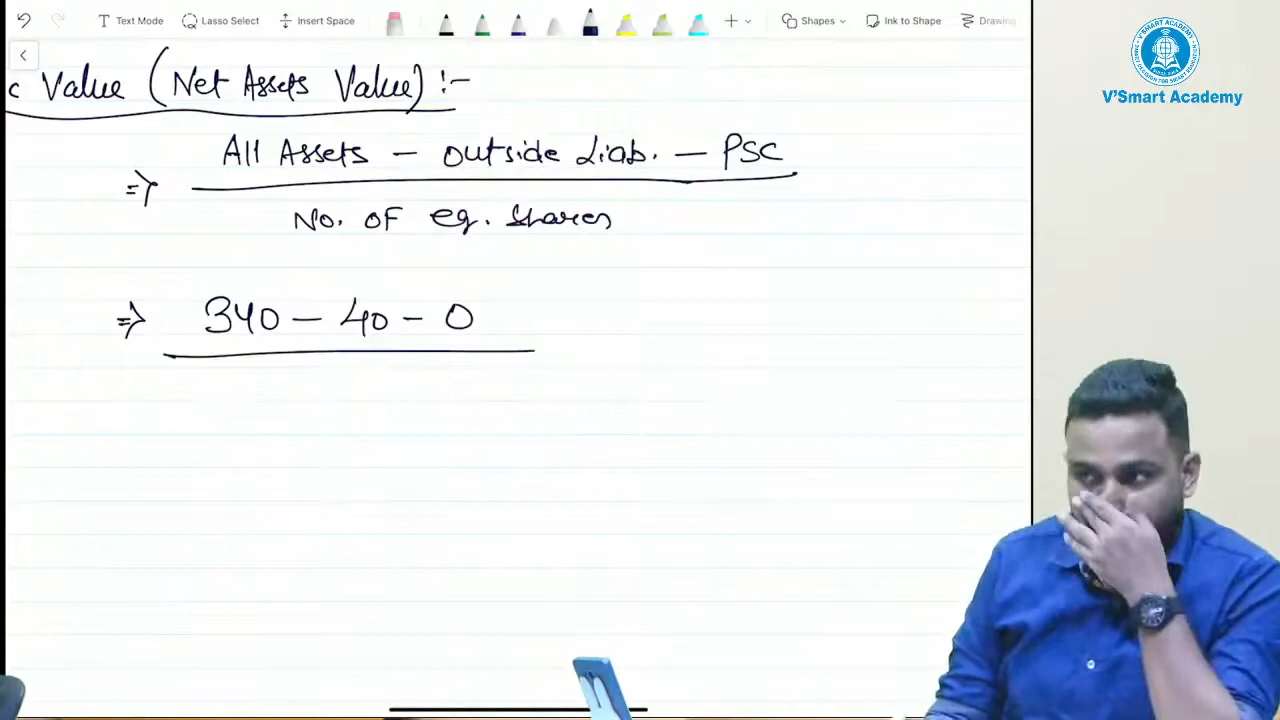 Text Mode Lasso Select Insert Space Shapes Ink to Shape Drawing
V'Smart Academy
c Value (Net Assets Value) :-
⇒ All Assets - Outside Liab. - PSC
No. OF eq. Shares
⇒ 340 - 40 - 0